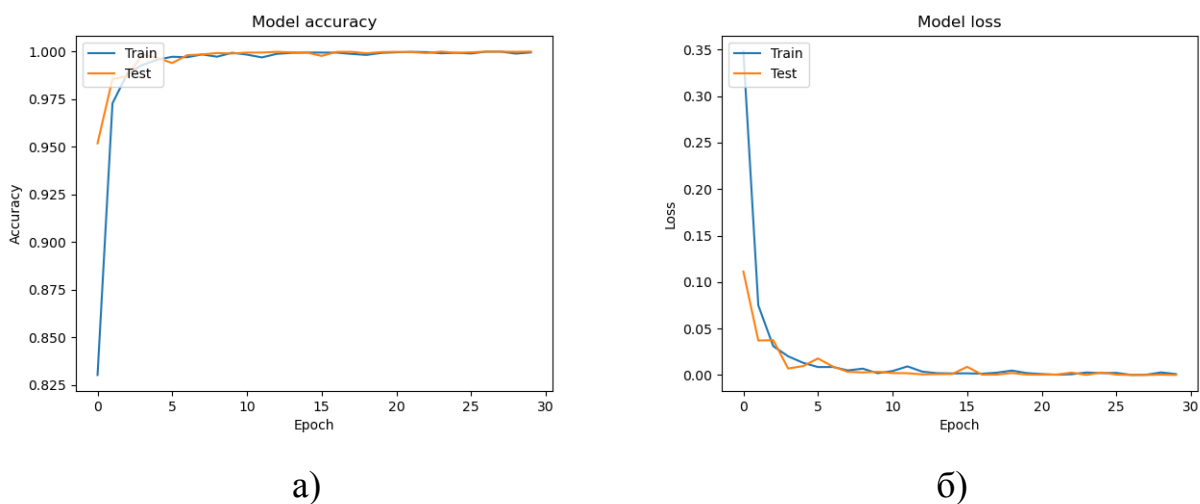 Model accuracy
1.000
0.975
0.950
0.925
0.900
0.875
0.850
0.825
Accuracy
Train
Test
0 5 10 15 20 25 30
Epoch
а)
Model loss
0.35
0.30
0.25
0.20
0.15
0.10
0.05
0.00
Loss
Train
Test
0 5 10 15 20 25 30
Epoch
б)